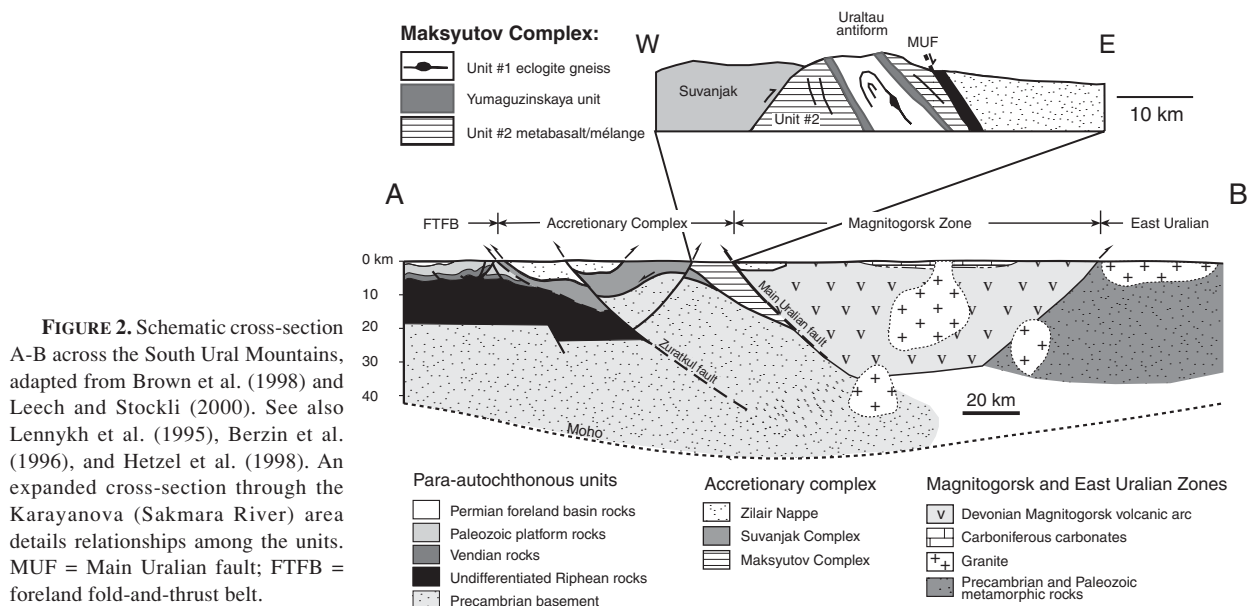 Maksyutov Complex:
Unit #1 eclogite gneiss
Yumaguzinskaya unit
Unit #2 metabasalt/mélange
W
Uraltau
antiform
MUF
E
Suvanjak
Unit #2
10 km
A
B
FTFB
Accretionary Complex
Magnitogorsk Zone
East Uralian
0 km
10
20
30
40
Main Uralian fault
Zuratkul fault
Moho
20 km
FIGURE 2. Schematic cross-section
A-B across the South Ural Mountains,
adapted from Brown et al. (1998) and
Leech and Stockli (2000). See also
Lennykh et al. (1995), Berzin et al.
(1996), and Hetzel et al. (1998). An
expanded cross-section through the
Karayanova (Sakmara River) area
details relationships among the units.
MUF = Main Uralian fault; FTFB =
foreland fold-and-thrust belt.
Para-autochthonous units
Permian foreland basin rocks
Paleozoic platform rocks
Vendian rocks
Undifferentiated Riphean rocks
Precambrian basement
Accretionary complex
Zilair Nappe
Suvanjak Complex
Maksyutov Complex
Magnitogorsk and East Uralian Zones
Devonian Magnitogorsk volcanic arc
Carboniferous carbonates
Granite
Precambrian and Paleozoic
metamorphic rocks